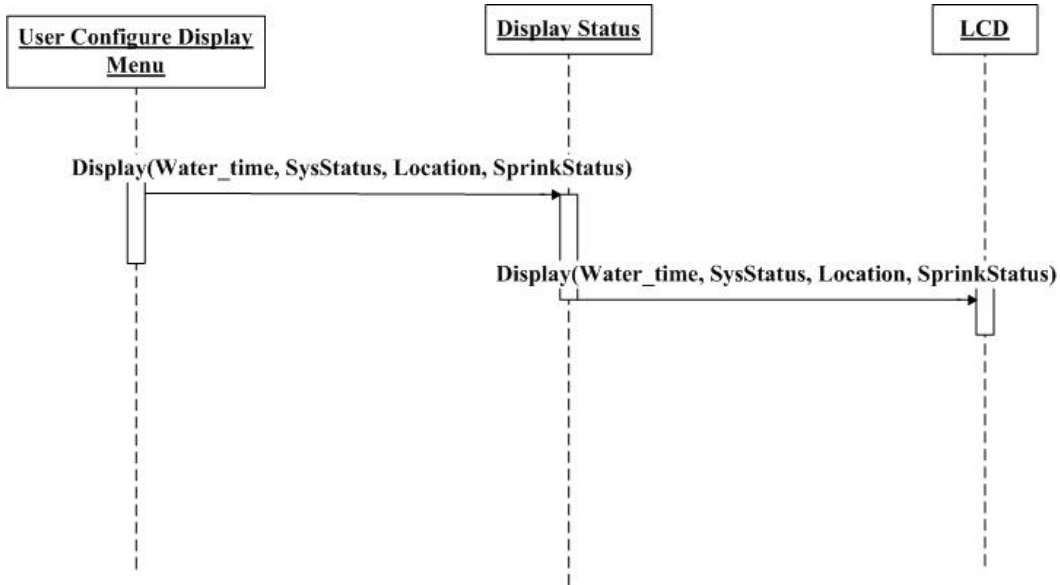 User Configure Display
Menu
Display Status
LCD
Display(Water_time, SysStatus, Location, SprinkStatus)
Display(Water_time, SysStatus, Location, SprinkStatus)